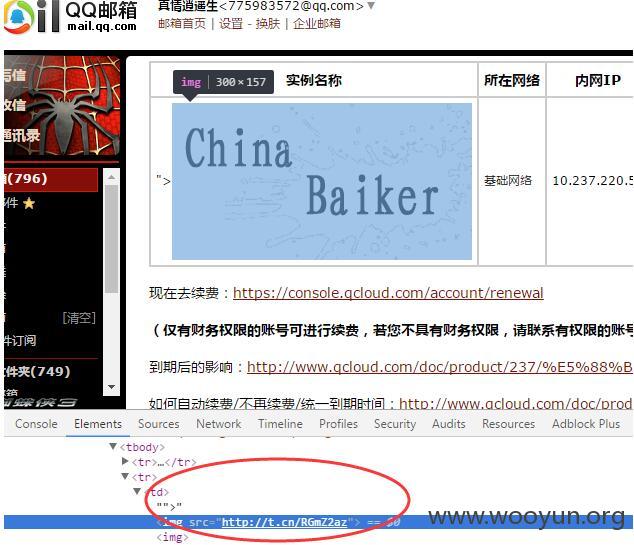 QQ邮箱
mail.qq.com
真情逍遥生<775983572@qq.com>
邮箱首页 | 设置 - 换肤 | 企业邮箱
写信
收信
通讯录
(796)
[清空]
件订阅
文件夹(749)
img | 300×157
实例名称
所在网络
内网IP
">
China
Baiker
基础网络
10.237.220.5
现在去续费：https://console.qcloud.com/account/renewal
（仅有财务权限的账号可进行续费，若您不具有财务权限，请联系有权限的账号
到期后的影响：http://www.qcloud.com/doc/product/237/%E5%88%B
如何自动续费/不再续费/统一到期时间：http://www.qcloud.com/doc/prod
Console Elements Sources Network Timeline Profiles Security Audits Resources Adblock Plus
▼<tbody>
▶<tr>…</tr>
▼<tr>
▼<td>
"">"
<img src="http://t.cn/RGmZ2az"> == $0
<img>
www.wooyun.org